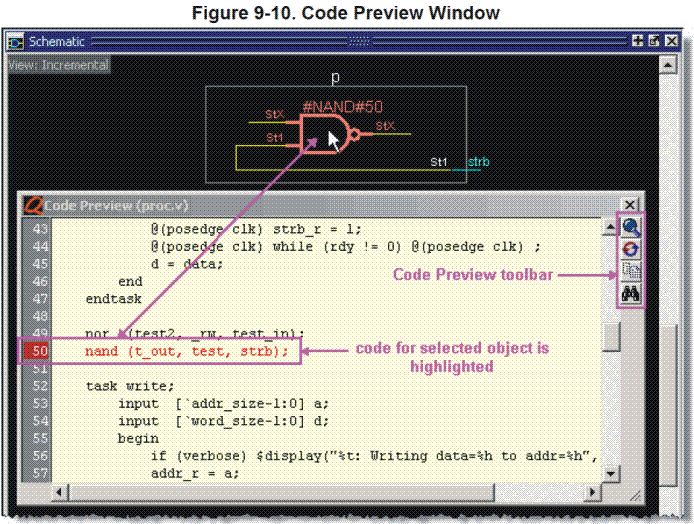 Figure 9-10. Code Preview Window
Schematic
View: Incremental
p
#NAND#50
StX
StX
St1
St1 strb
Code Preview (proc.v)
43 @(posedge clk) strb_r = 1;
44 @(posedge clk) while (rdy != 0) @(posedge clk) ;
45 d = data;
46 end
47 endtask
48
49 nor (test2, _rw, test_in);
50 nand (t_out, test, strb);
51
52 task write;
53 input [`addr_size-1:0] a;
54 input [`word_size-1:0] d;
55 begin
56 if (verbose) $display("%t: Writing data=%h to addr=%h",
57 addr_r = a;
Code Preview toolbar
code for selected object is
highlighted